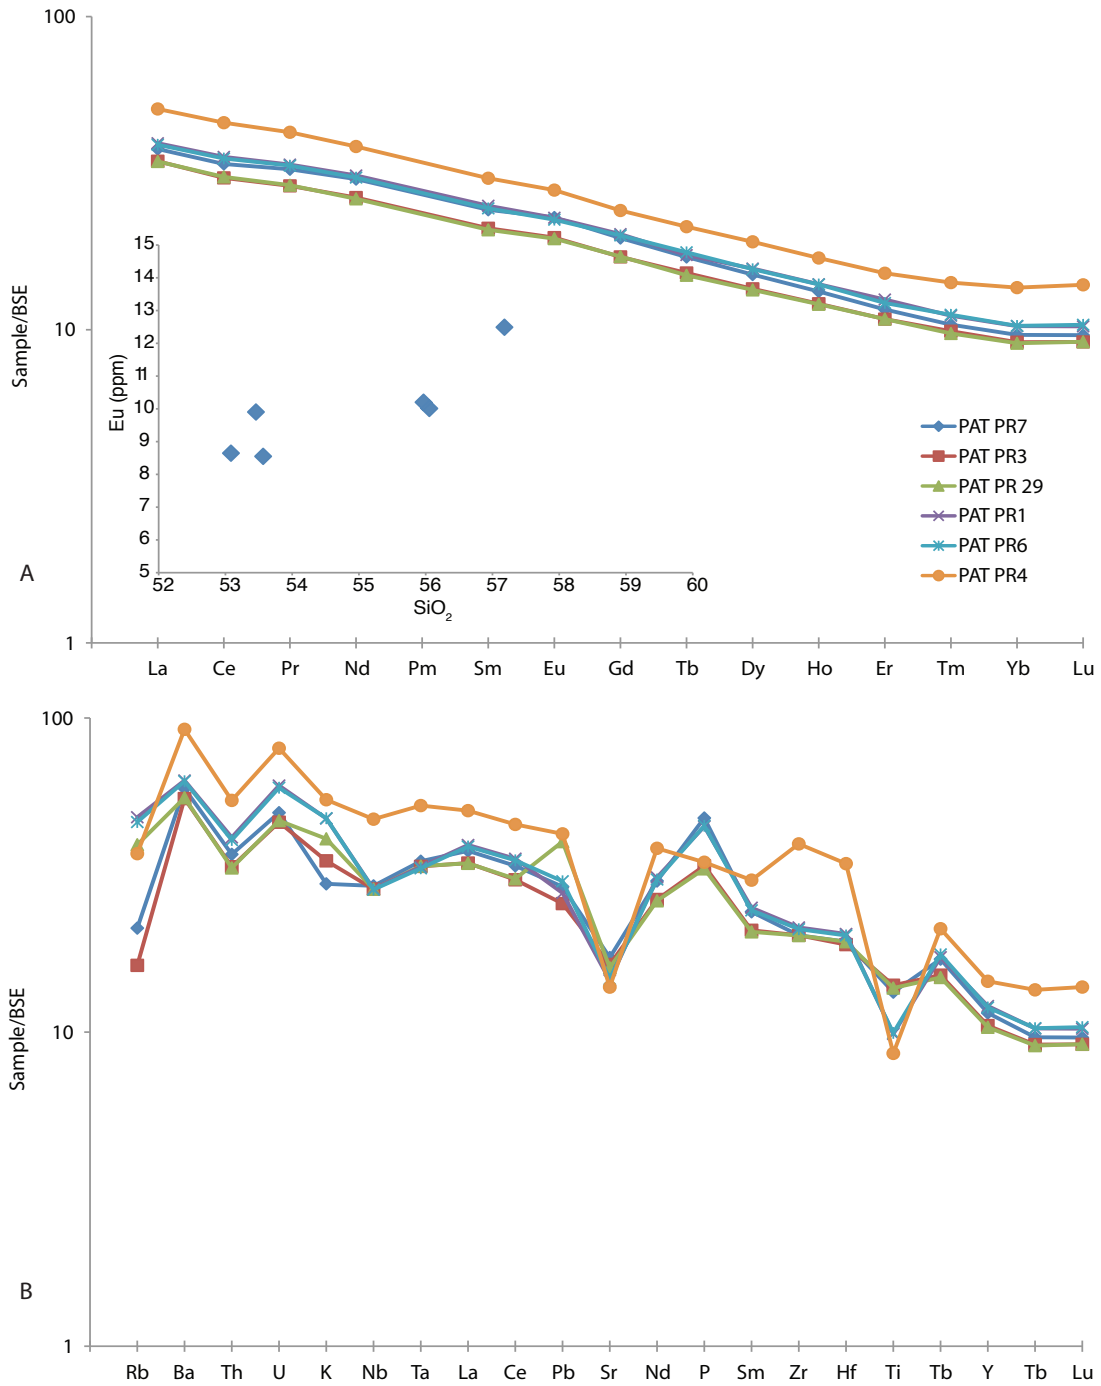 100
10
1
Sample/BSE
A
15
14
13
12
11
10
9
8
7
6
5
Eu (ppm)
52 53 54 55 56 57 58 59 60
SiO₂
PAT PR7
PAT PR3
PAT PR 29
PAT PR1
PAT PR6
PAT PR4
La Ce Pr Nd Pm Sm Eu Gd Tb Dy Ho Er Tm Yb Lu
100
10
1
Sample/BSE
B
Rb Ba Th U K Nb Ta La Ce Pb Sr Nd P Sm Zr Hf Ti Tb Y Tb Lu